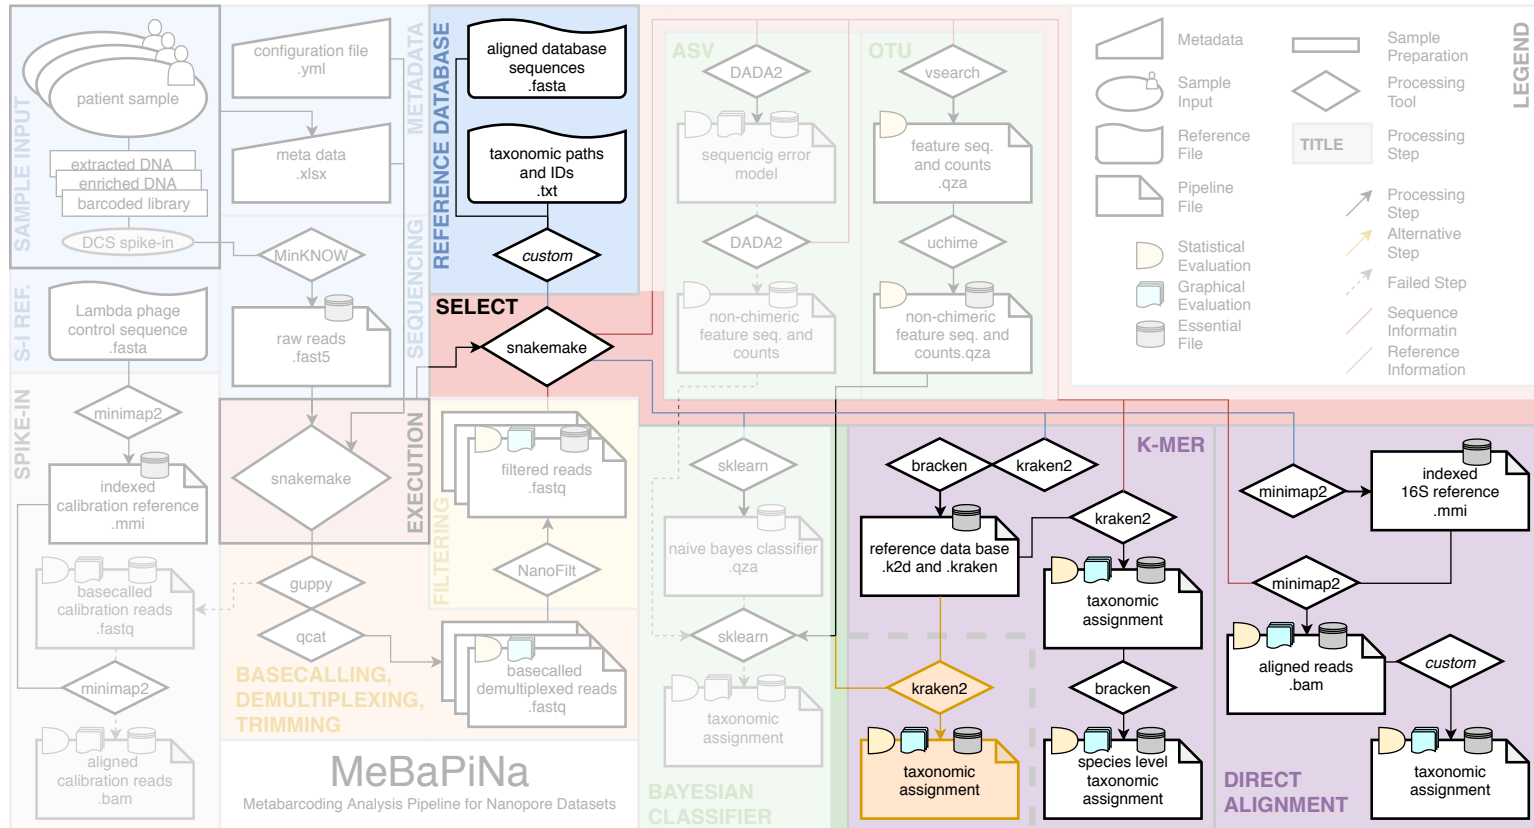 SAMPLE INPUT
patient sample
extracted DNA
enriched DNA
barcoded library
DCS spike-in
METADATA
configuration file
.yml
meta data
.xlsx
REFERENCE DATABASE
aligned database
sequences
.fasta
taxonomic paths
and IDs
.txt
custom
SEQUENCING
MinKNOW
raw reads
.fast5
S-I REF.
Lambda phage
control sequence
.fasta
SPIKE-IN
minimap2
indexed
calibration reference
.mmi
basecalled
calibration reads
.fastq
minimap2
aligned
calibration reads
.bam
EXECUTION
snakemake
guppy
qcat
BASECALLING,
DEMULTIPLEXING,
TRIMMING
basecalled
demultiplexed reads
.fastq
FILTERING
NanoFilt
filtered reads
.fastq
SELECT
snakemake
ASV
DADA2
sequencig error
model
DADA2
non-chimeric
feature seq. and
counts
OTU
vsearch
feature seq.
and counts
.qza
uchime
non-chimeric
feature seq. and
counts.qza
BAYESIAN
CLASSIFIER
sklearn
naive bayes classifier
.qza
sklearn
taxonomic
assignment
K-MER
bracken
kraken2
reference data base
.k2d and .kraken
kraken2
taxonomic
assignment
kraken2
taxonomic
assignment
bracken
species level
taxonomic
assignment
DIRECT
ALIGNMENT
minimap2
indexed
16S reference
.mmi
minimap2
aligned reads
.bam
custom
taxonomic
assignment
LEGEND
Metadata
Sample
Input
Reference
File
Pipeline
File
Statistical
Evaluation
Graphical
Evaluation
Essential
File
Sample
Preparation
Processing
Tool
TITLE
Processing
Step
Processing
Step
Alternative
Step
Failed Step
Sequence
Informatin
Reference
Information
MeBaPiNa
Metabarcoding Analysis Pipeline for Nanopore Datasets